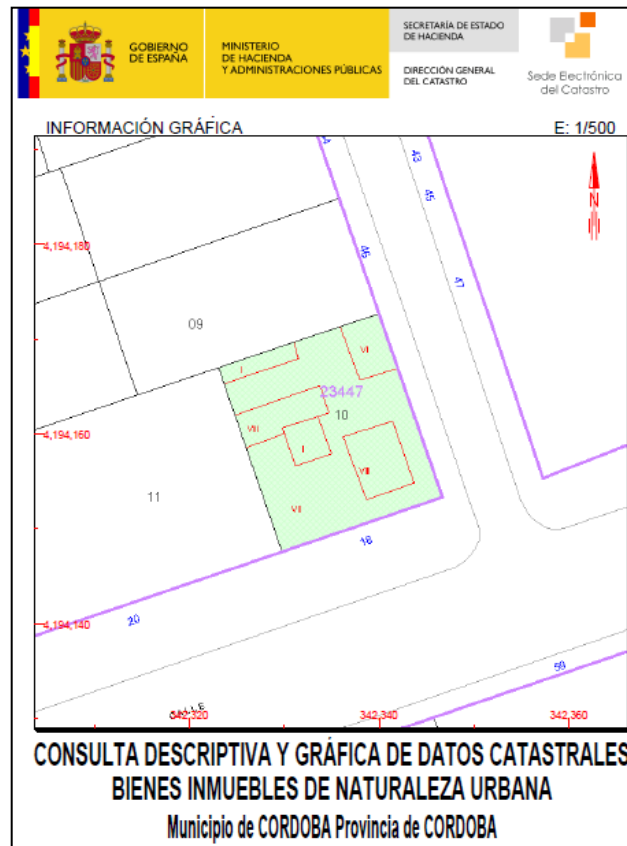 GOBIERNO
DE ESPAÑA
MINISTERIO
DE HACIENDA
Y ADMINISTRACIONES PÚBLICAS
SECRETARÍA DE ESTADO
DE HACIENDA
DIRECCIÓN GENERAL
DEL CATASTRO
Sede Electrónica
del Catastro
INFORMACIÓN GRÁFICA
E: 1/500
43
45
N
4,194,180
46
47
09
I
VII
23447
10
4,194,160
VIII
I
VIII
11
VII
18
20
4,194,140
59
CALLE
342,320
342,340
342,360
CONSULTA DESCRIPTIVA Y GRÁFICA DE DATOS CATASTRALES
BIENES INMUEBLES DE NATURALEZA URBANA
Municipio de CORDOBA Provincia de CORDOBA